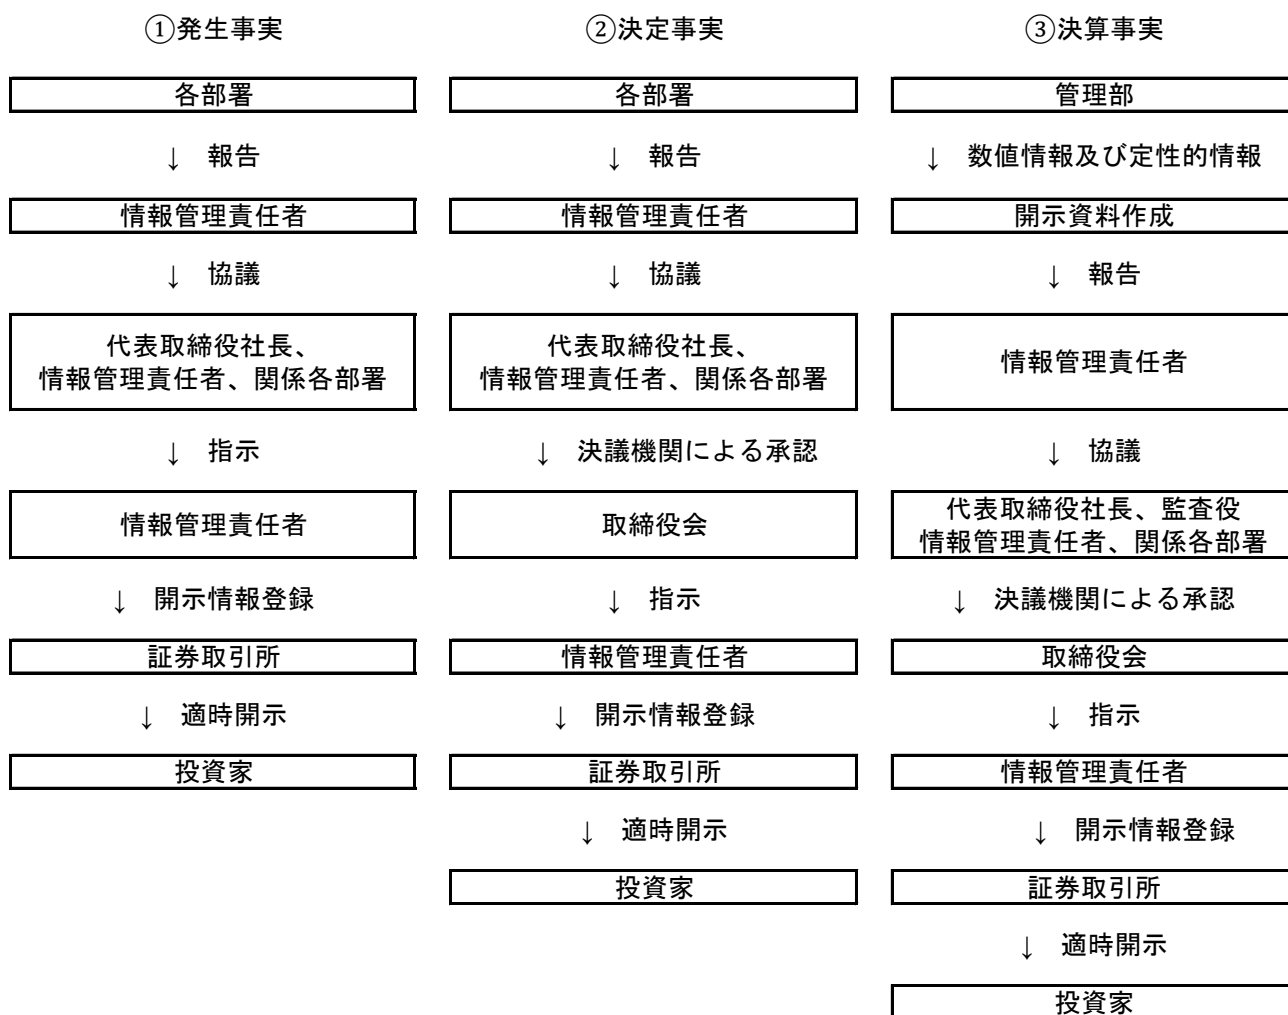 ①発生事実
各部署
↓　報告
情報管理責任者
↓　協議
代表取締役社長、
情報管理責任者、関係各部署
↓　指示
情報管理責任者
↓　開示情報登録
証券取引所
↓　適時開示
投資家
②決定事実
各部署
↓　報告
情報管理責任者
↓　協議
代表取締役社長、
情報管理責任者、関係各部署
↓　決議機関による承認
取締役会
↓　指示
情報管理責任者
↓　開示情報登録
証券取引所
↓　適時開示
投資家
③決算事実
管理部
↓　数値情報及び定性的情報
開示資料作成
↓　報告
情報管理責任者
↓　協議
代表取締役社長、監査役
情報管理責任者、関係各部署
↓　決議機関による承認
取締役会
↓　指示
情報管理責任者
↓　開示情報登録
証券取引所
↓　適時開示
投資家